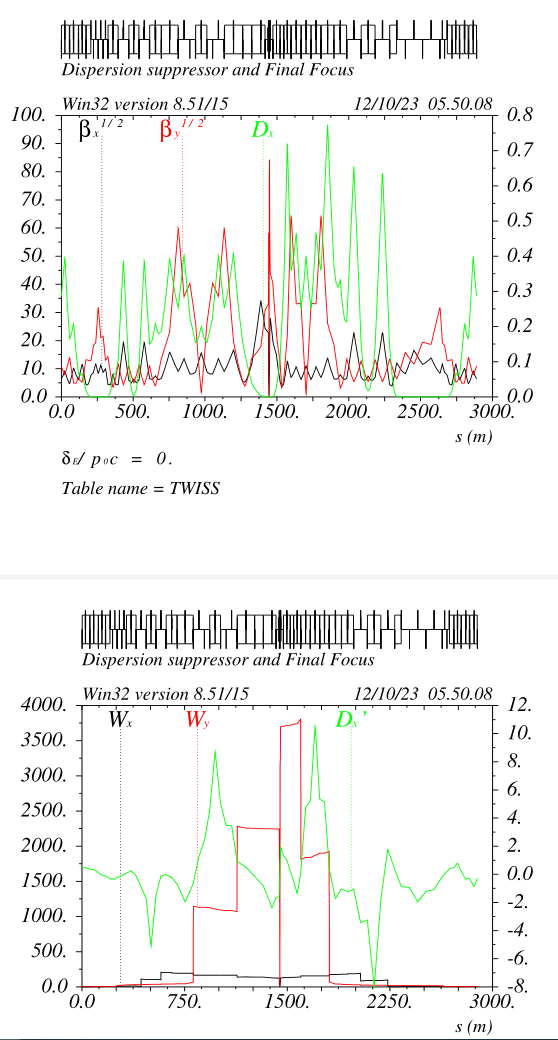 Dispersion suppressor and Final Focus
Win32 version 8.51/15 12/10/23 05.50.08
βx1/2 βy1/2 Dx
100. 0.8
90. 0.7
80. 0.6
70. 0.5
60. 0.4
50. 0.3
40. 0.2
30. 0.1
20. 0.0
10.
0.0
0.0 500. 1000. 1500. 2000. 2500. 3000.
s (m)
δE/p0c = 0.
Table name = TWISS
Dispersion suppressor and Final Focus
Win32 version 8.51/15 12/10/23 05.50.08
Wx Wy Dx'
4000. 12.
3500. 10.
3000. 8.
2500. 6.
2000. 4.
1500. 2.
1000. 0.0
500. -2.
0.0 -4.
-6.
-8.
0.0 750. 1500. 2250. 3000.
s (m)